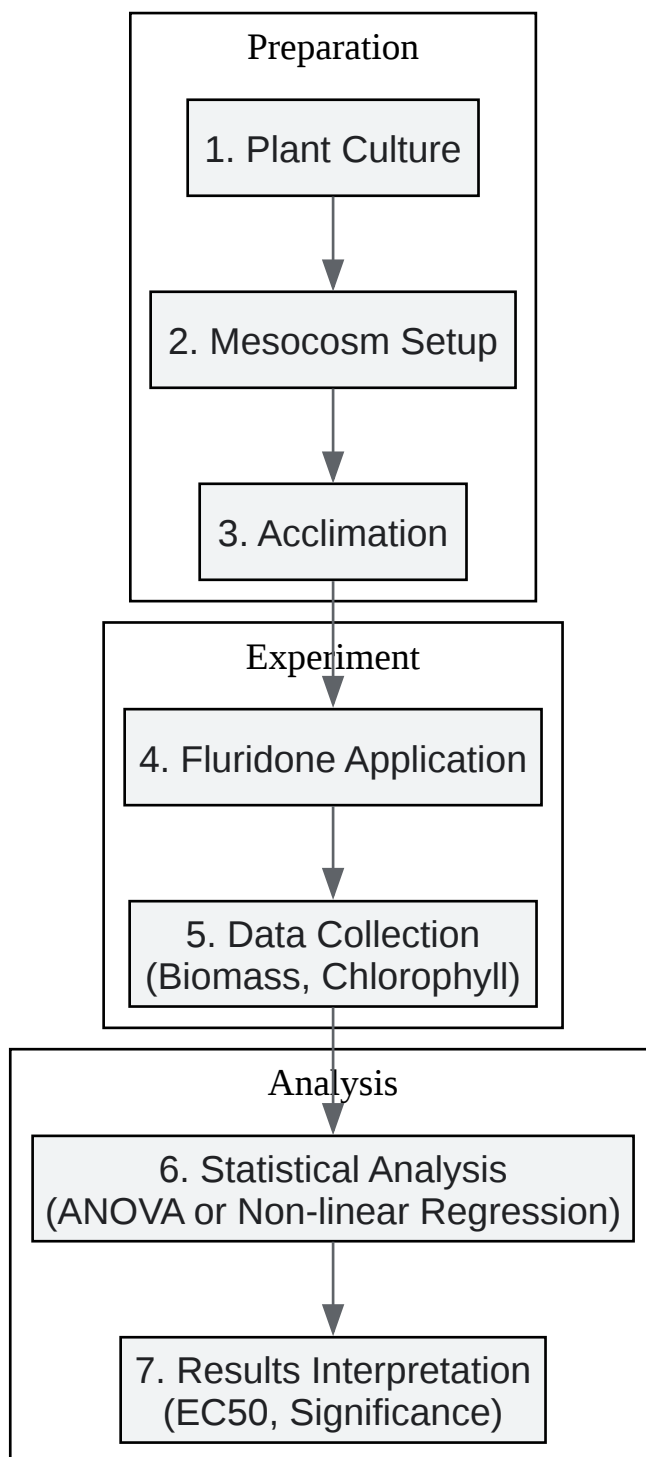 Preparation
1. Plant Culture
2. Mesocosm Setup
3. Acclimation
Experiment
4. Fluridone Application
5. Data Collection
(Biomass, Chlorophyll)
Analysis
6. Statistical Analysis
(ANOVA or Non-linear Regression)
7. Results Interpretation
(EC50, Significance)